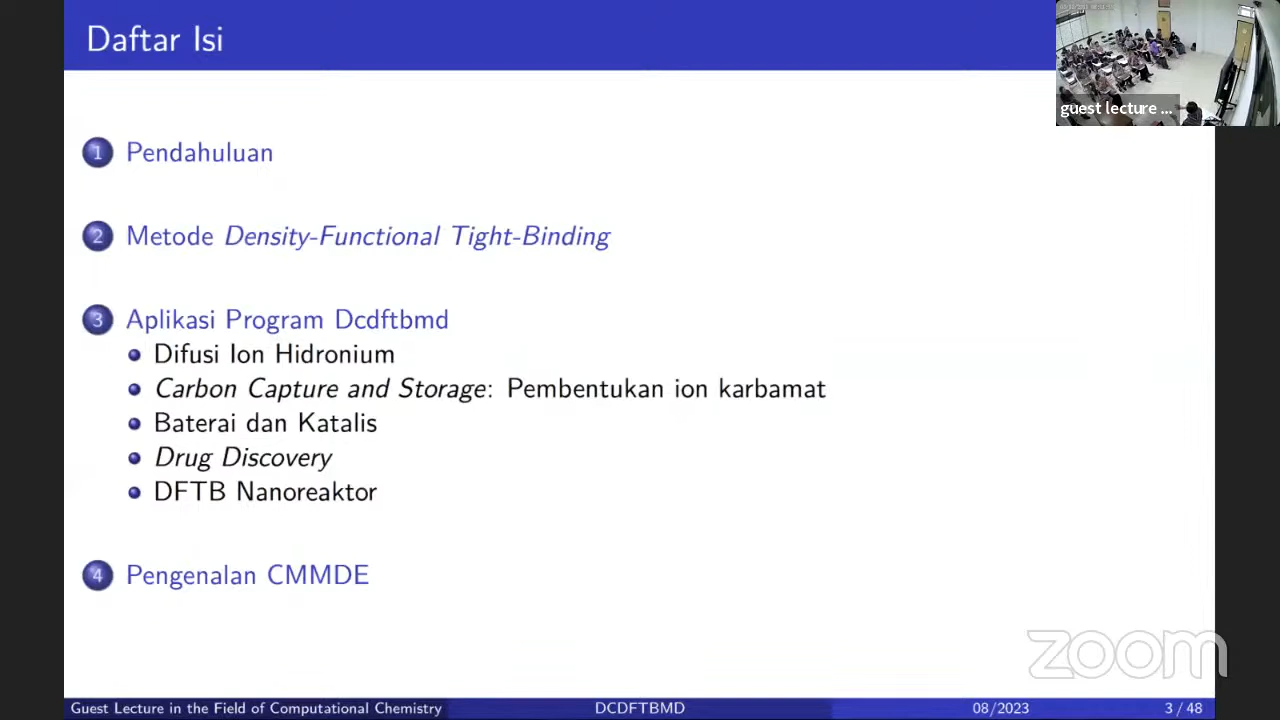 Daftar Isi
guest lecture ...
1 Pendahuluan
2 Metode Density-Functional Tight-Binding
3 Aplikasi Program Dcdftbmd
Difusi Ion Hidronium
Carbon Capture and Storage: Pembentukan ion karbamat
Baterai dan Katalis
Drug Discovery
DFTB Nanoreaktor
4 Pengenalan CMMDE
zoom
Guest Lecture in the Field of Computational Chemistry DCDFTBMD 08/2023 3 / 48